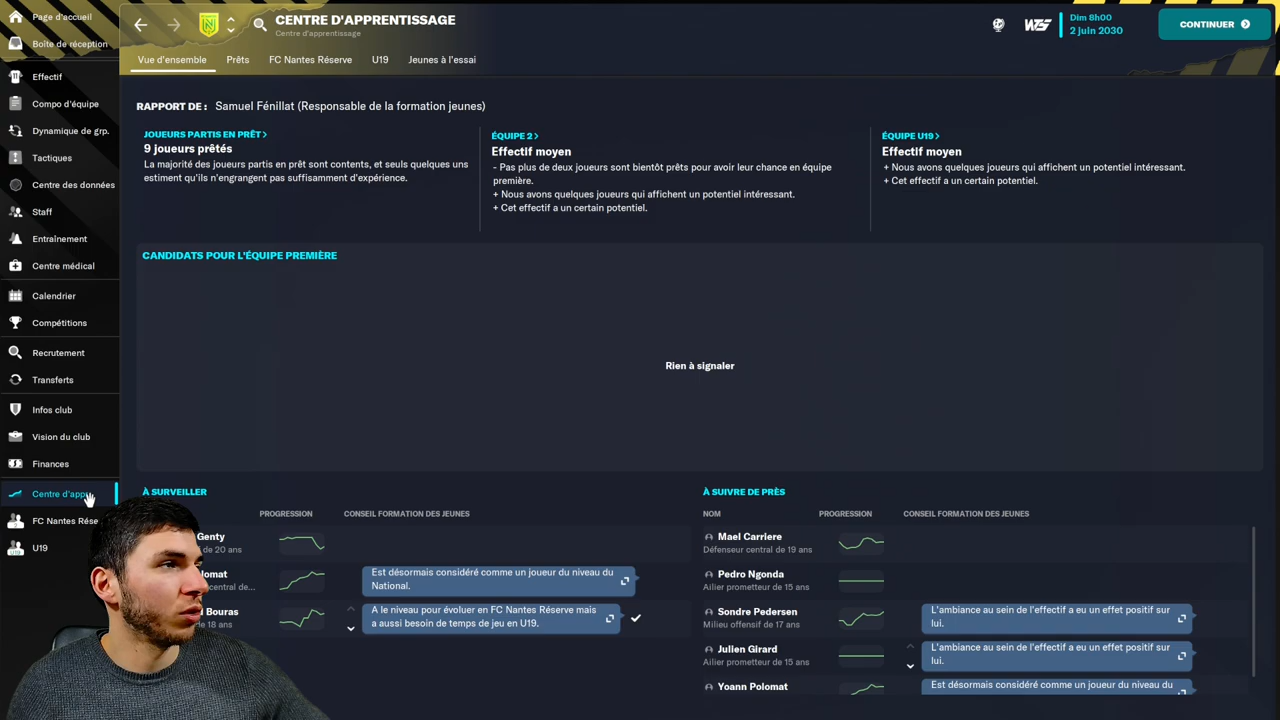 Page d'accueil
Boîte de réception
Effectif
Compo d'équipe
Dynamique de grp.
Tactiques
Centre des données
Staff
Entraînement
Centre médical
Calendrier
Compétitions
Recrutement
Transferts
Infos club
Vision du club
Finances
Centre d'appr
FC Nantes Rése
U19
CENTRE D'APPRENTISSAGE
Centre d'apprentissage
Dim 8h00
2 juin 2030
CONTINUER
Vue d'ensemble
Prêts
FC Nantes Réserve
U19
Jeunes à l'essai
RAPPORT DE : Samuel Fénillat (Responsable de la formation jeunes)
JOUEURS PARTIS EN PRÊT >
9 joueurs prêtés
La majorité des joueurs partis en prêt sont contents, et seuls quelques uns
estiment qu'ils n'engrangent pas suffisamment d'expérience.
ÉQUIPE 2 >
Effectif moyen
- Pas plus de deux joueurs sont bientôt prêts pour avoir leur chance en équipe
première.
+ Nous avons quelques joueurs qui affichent un potentiel intéressant.
+ Cet effectif a un certain potentiel.
ÉQUIPE U19 >
Effectif moyen
+ Nous avons quelques joueurs qui affichent un potentiel intéressant.
+ Cet effectif a un certain potentiel.
CANDIDATS POUR L'ÉQUIPE PREMIÈRE
Rien à signaler
À SURVEILLER
PROGRESSION
CONSEIL FORMATION DES JEUNES
Genty
de 20 ans
lomat
central de...
Est désormais considéré comme un joueur du niveau du
National.
Bouras
de 18 ans
A le niveau pour évoluer en FC Nantes Réserve mais
a aussi besoin de temps de jeu en U19.
À SUIVRE DE PRÈS
NOM
PROGRESSION
CONSEIL FORMATION DES JEUNES
Mael Carriere
Défenseur central de 19 ans
Pedro Ngonda
Ailier prometteur de 15 ans
Sondre Pedersen
Milieu offensif de 17 ans
L'ambiance au sein de l'effectif a eu un effet positif sur
lui.
Julien Girard
Ailier prometteur de 15 ans
L'ambiance au sein de l'effectif a eu un effet positif sur
lui.
Yoann Polomat
Est désormais considéré comme un joueur du niveau du